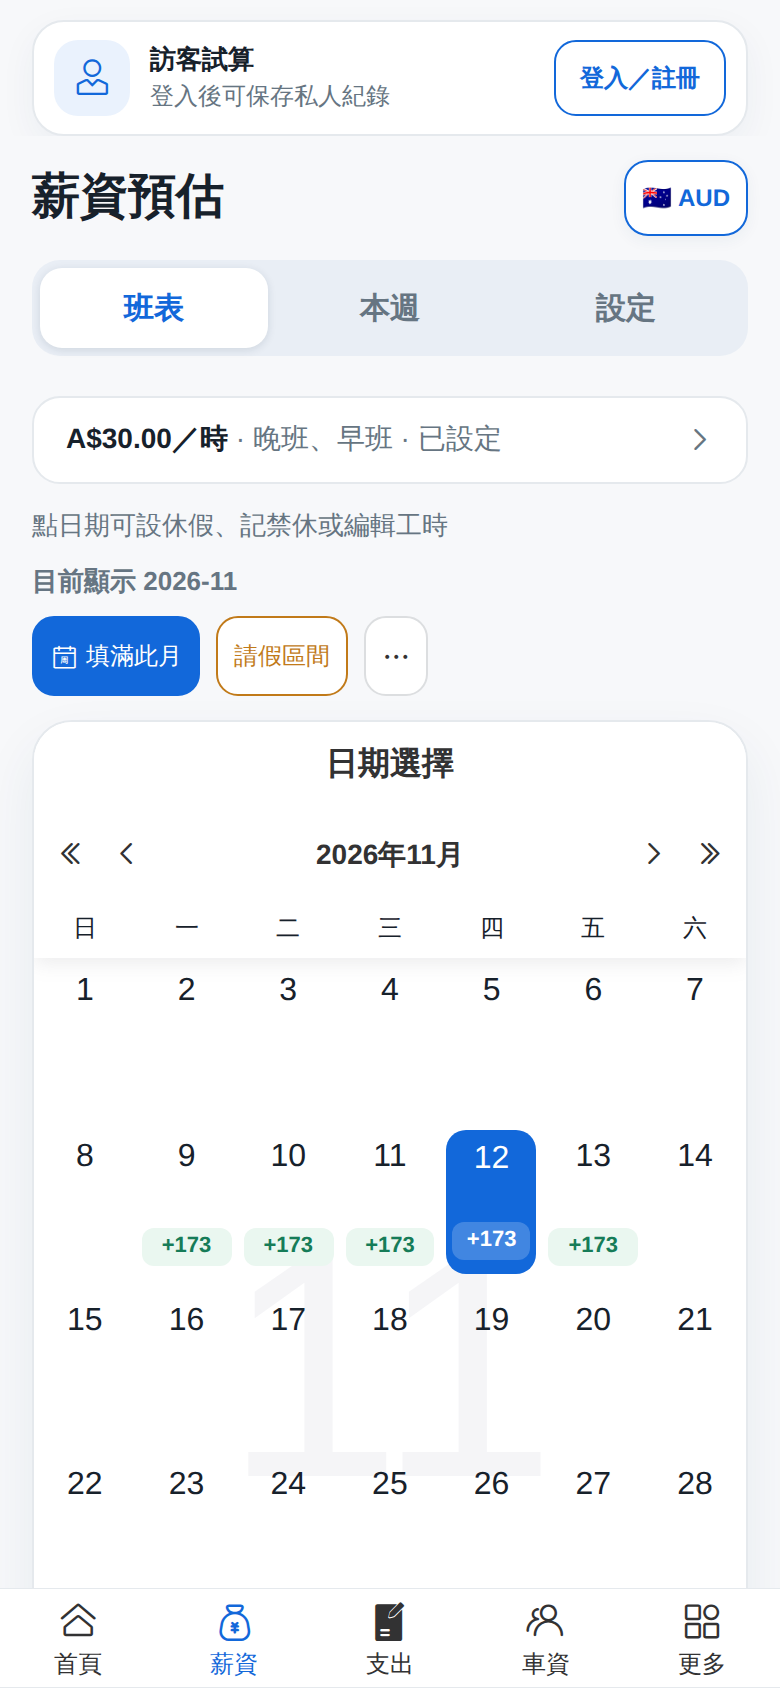 訪客試算
登入後可保存私人紀錄
登入／註冊
薪資預估
AUD
班表 本週 設定
A$30.00／時 · 晚班、早班 · 已設定
點日期可設休假、記禁休或編輯工時
目前顯示 2026-11
填滿此月 請假區間 ···
日期選擇
2026年11月
日 一 二 三 四 五 六
1 2 3 4 5 6 7
8 9 10 11 12 13 14
+173 +173 +173 +173 +173
11
15 16 17 18 19 20 21
22 23 24 25 26 27 28
首頁 薪資 支出 車資 更多